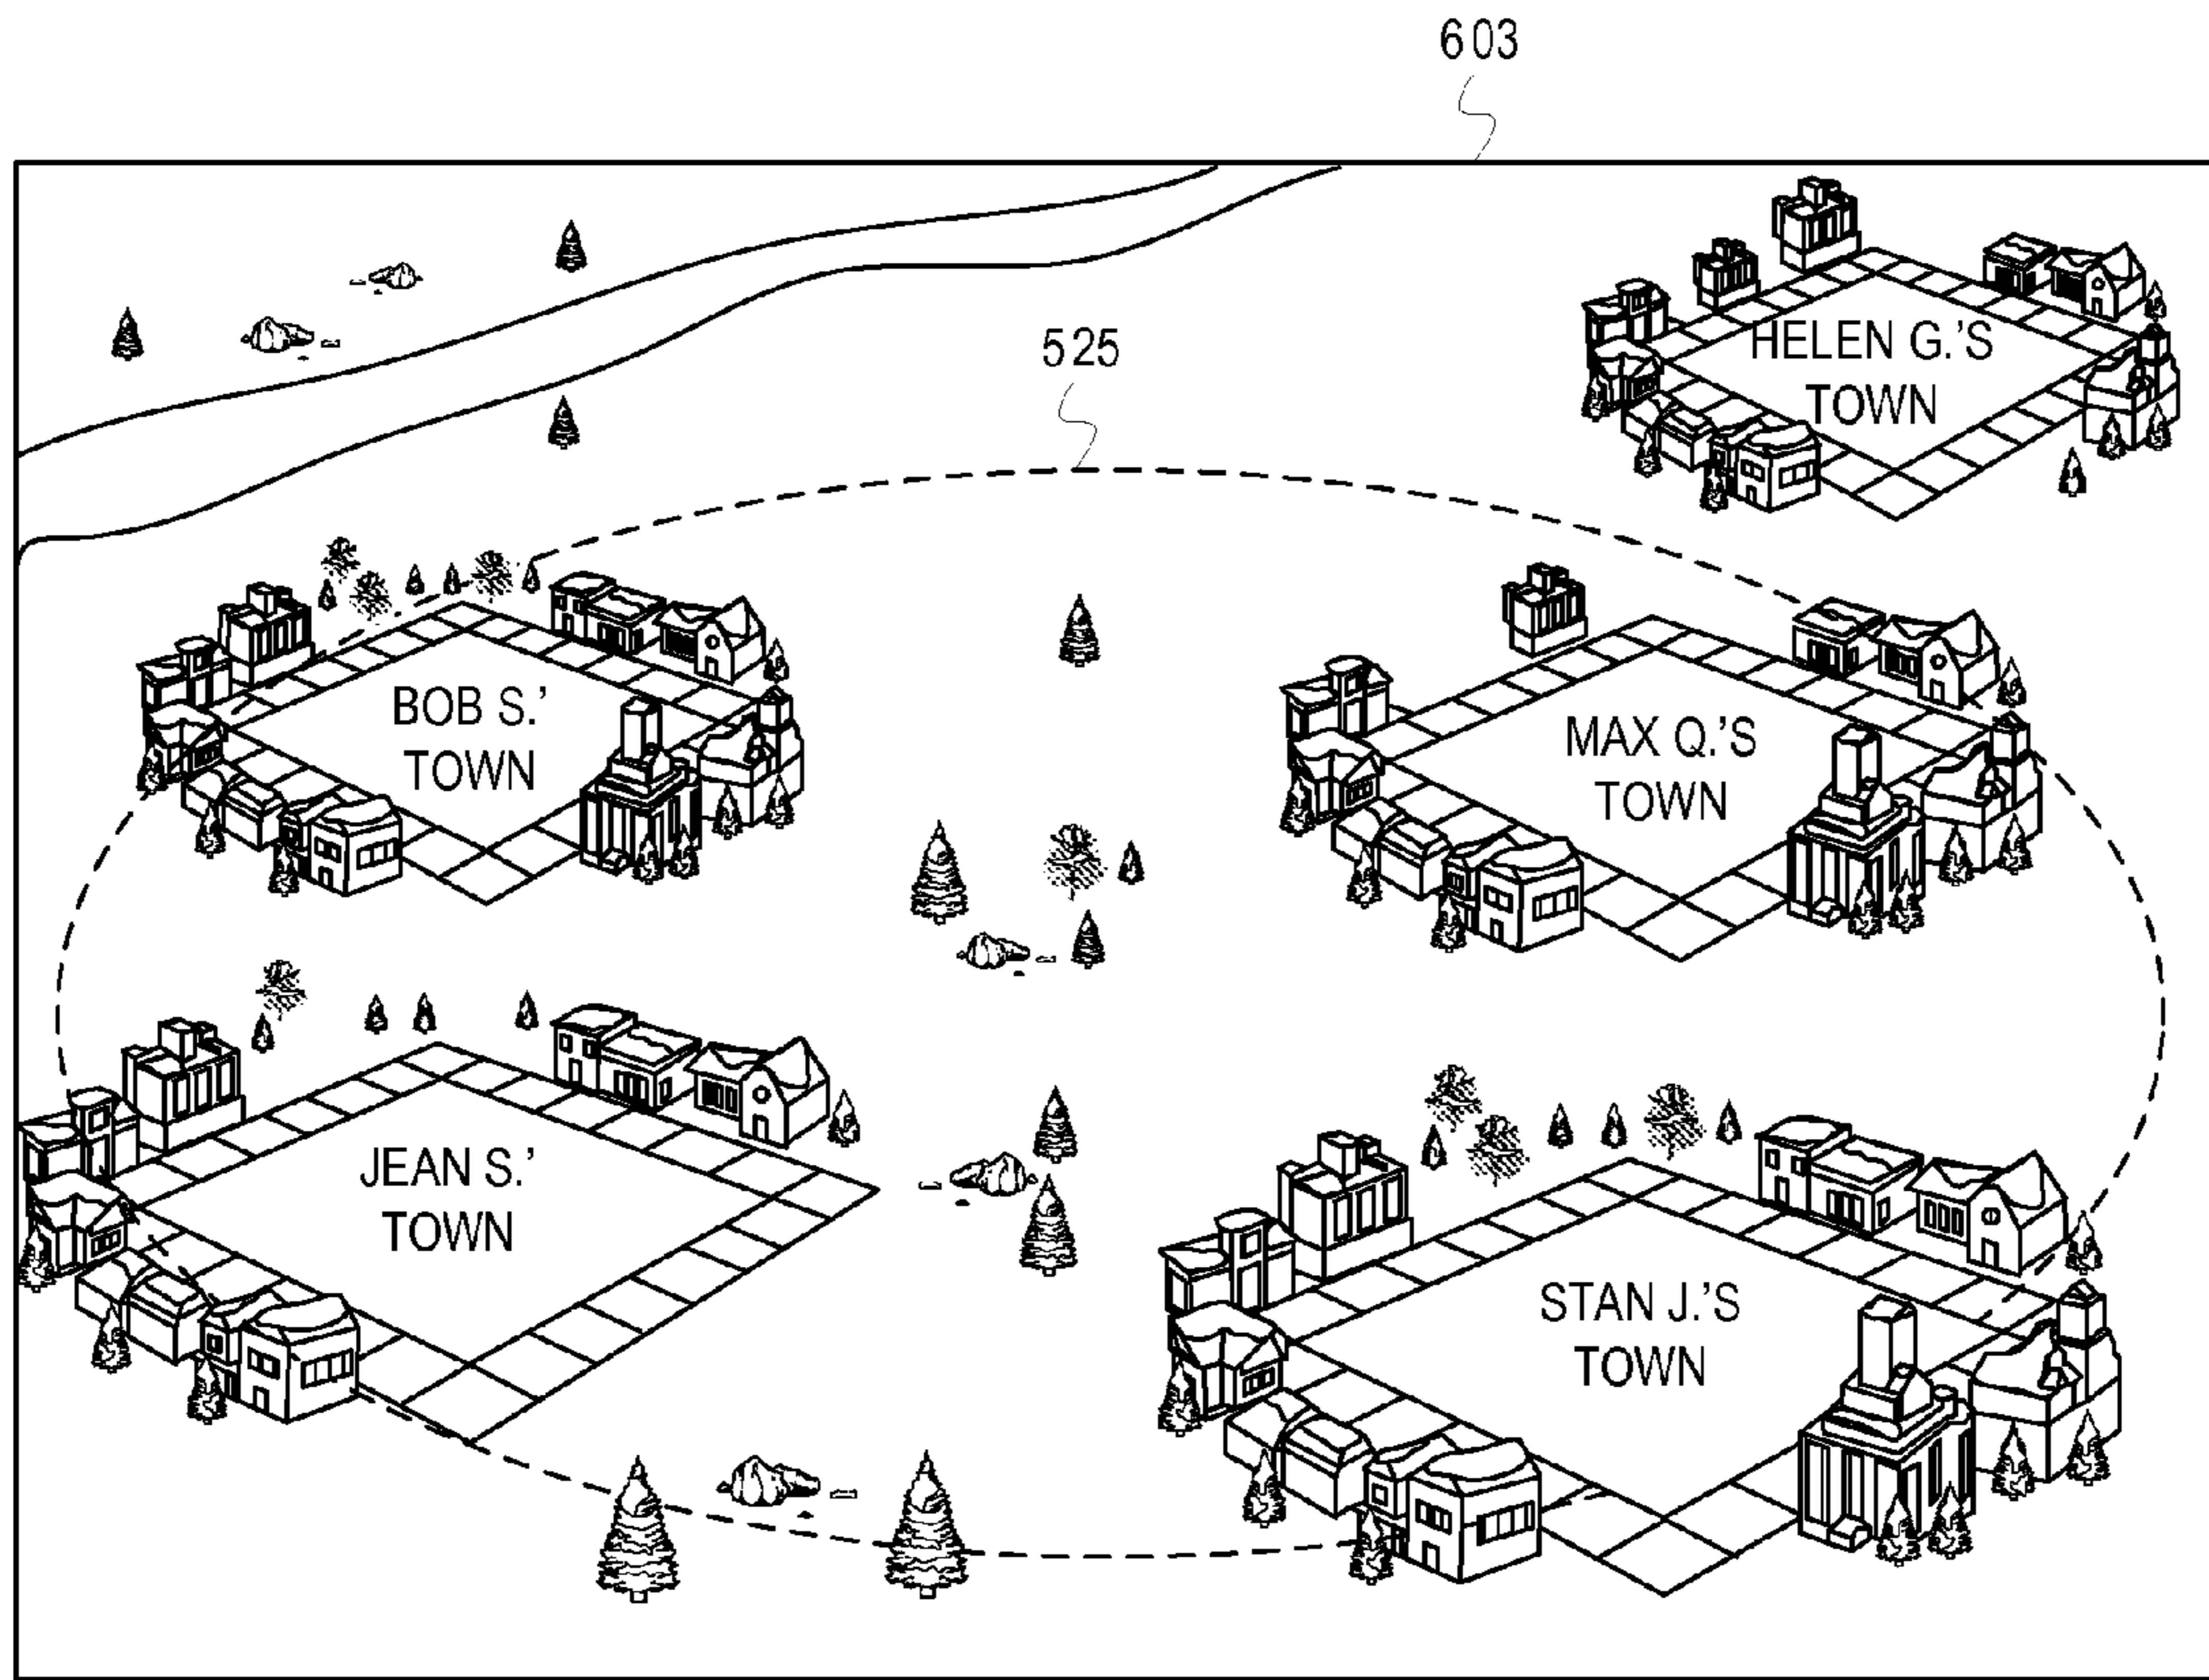 603
525
HELEN G.'S
TOWN
BOB S.'
TOWN
MAX Q.'S
TOWN
JEAN S.'
TOWN
STAN J.'S
TOWN